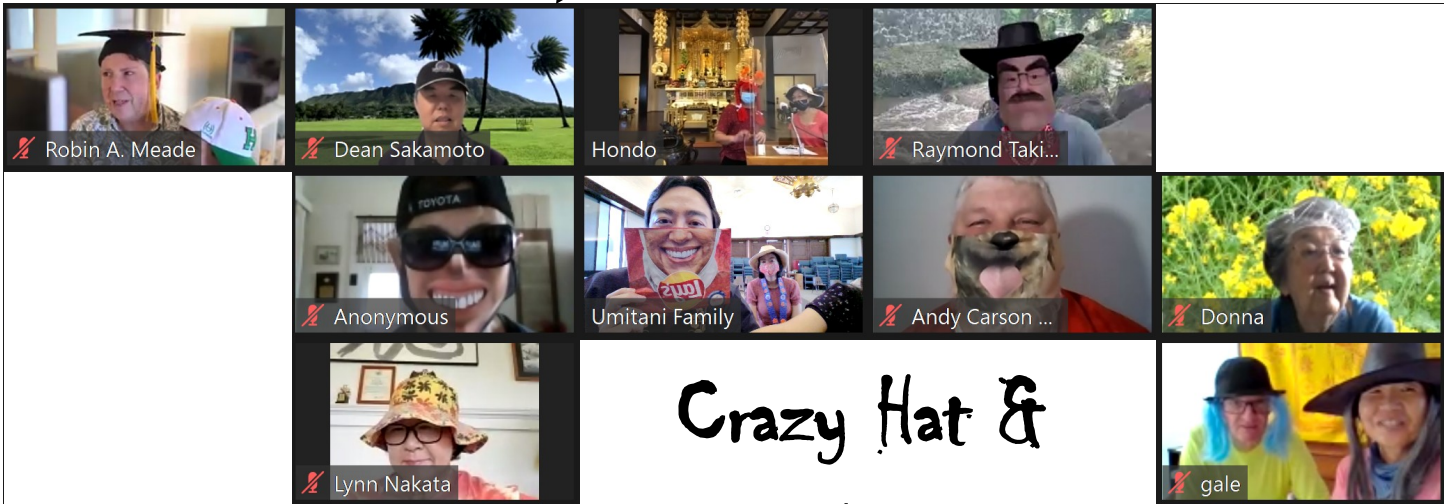 Robin A. Meade
Dean Sakamoto
Hondo
Raymond Taki...
TOYOTA
Anonymous
Lay's
Umitani Family
Andy Carson ...
Donna
H
Lynn Nakata
Crazy Hat &
gale